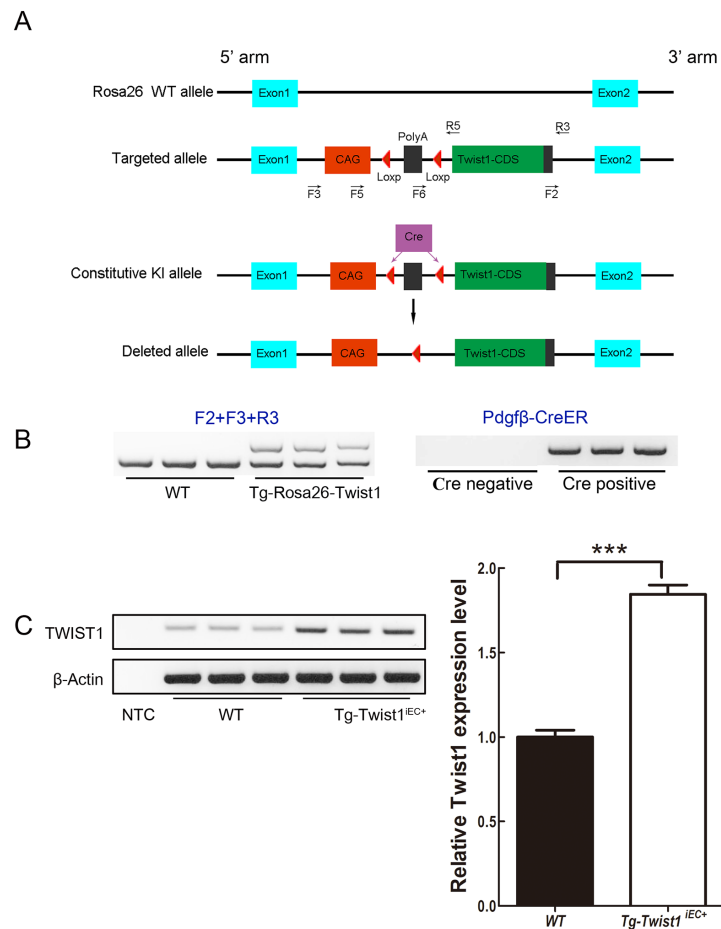 A
5’ arm 3’ arm
Rosa26 WT allele Exon1 Exon2
R5 R3
PolyA
Targeted allele Exon1 CAG Twist1-CDS Exon2
Loxp Loxp
F3 F5 F6 F2
Cre
Constitutive KI allele Exon1 CAG Twist1-CDS Exon2
Deleted allele Exon1 CAG Twist1-CDS Exon2
F2+F3+R3 Pdgfβ-CreER
B
WT Tg-Rosa26-Twist1 Cre negative Cre positive
C
TWIST1
β-Actin
NTC WT Tg-Twist1iEC+
Relative Twist1 expression level
***
2.0
1.5
1.0
0.5
0.0
WT Tg-Twist1 iEC+